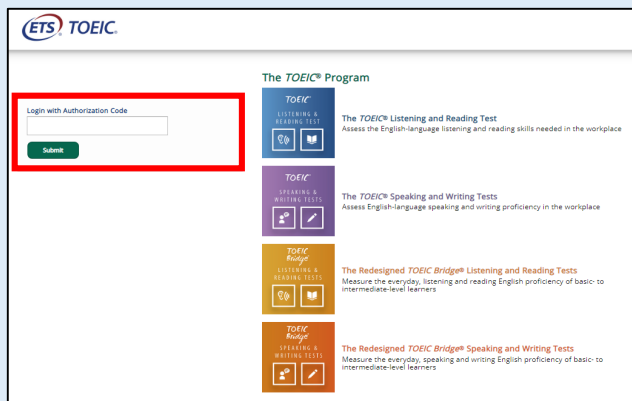 ETS TOEIC®
Login with Authorization Code
Submit
The TOEIC® Program
TOEIC®
LISTENING &
READING TEST
The TOEIC® Listening and Reading Test
Assess the English-language listening and reading skills needed in the workplace
TOEIC®
SPEAKING &
WRITING TESTS
The TOEIC® Speaking and Writing Tests
Assess English-language speaking and writing proficiency in the workplace
TOEIC
Bridge®
LISTENING &
READING TESTS
The Redesigned TOEIC Bridge® Listening and Reading Tests
Measure the everyday, listening and reading English proficiency of basic- to
intermediate-level learners
TOEIC
Bridge®
SPEAKING &
WRITING TESTS
The Redesigned TOEIC Bridge® Speaking and Writing Tests
Measure the everyday, speaking and writing English proficiency of basic- to
intermediate-level learners